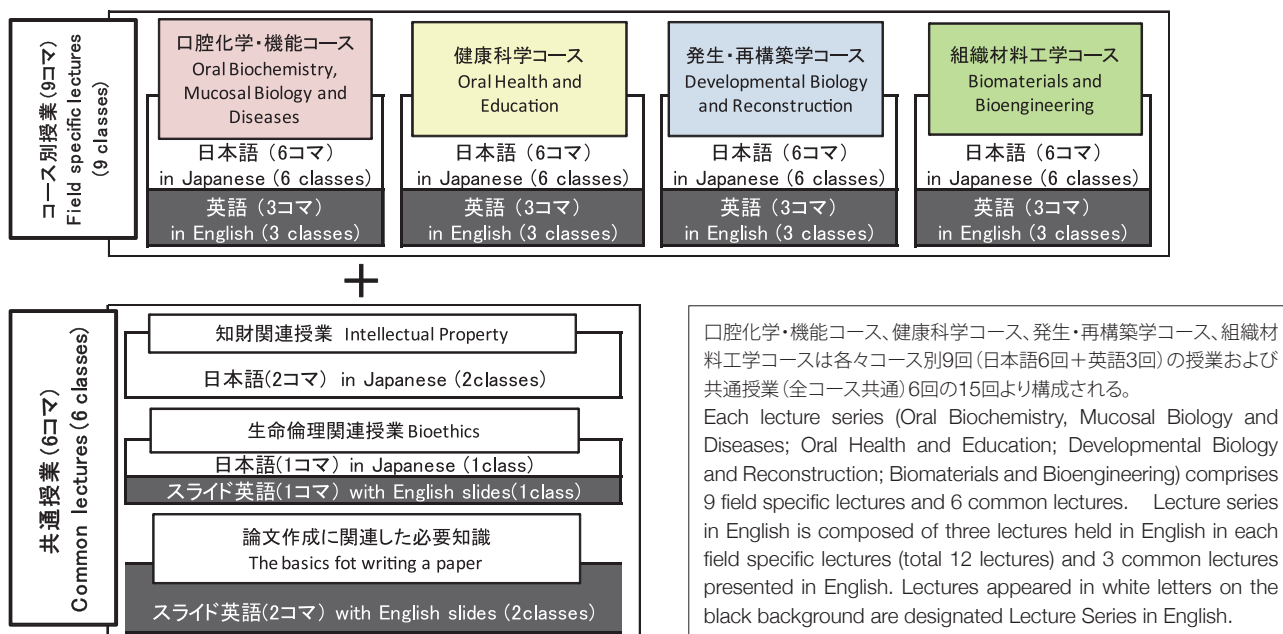 コース別授業(9コマ)
Field specific lectures
(9 classes)
口腔化学・機能コース
Oral Biochemistry,
Mucosal Biology and
Diseases
日本語 (6コマ)
in Japanese (6 classes)
英語 (3コマ)
in English (3 classes)
健康科学コース
Oral Health and
Education
日本語 (6コマ)
in Japanese (6 classes)
英語 (3コマ)
in English (3 classes)
発生・再構築学コース
Developmental Biology
and Reconstruction
日本語 (6コマ)
in Japanese (6 classes)
英語 (3コマ)
in English (3 classes)
組織材料工学コース
Biomaterials and
Bioengineering
日本語 (6コマ)
in Japanese (6 classes)
英語 (3コマ)
in English (3 classes)
+
共通授業(6コマ)
Common lectures (6 classes)
知財関連授業 Intellectual Property
日本語(2コマ) in Japanese (2classes)
生命倫理関連授業 Bioethics
日本語(1コマ) in Japanese (1class)
スライド英語(1コマ) with English slides(1class)
論文作成に関連した必要知識
The basics fot writing a paper
スライド英語(2コマ) with English slides (2classes)
口腔化学・機能コース、健康科学コース、発生・再構築学コース、組織材
料工学コースは各々コース別9回(日本語6回+英語3回)の授業および
共通授業(全コース共通)6回の15回より構成される。
Each lecture series (Oral Biochemistry, Mucosal Biology and
Diseases; Oral Health and Education; Developmental Biology
and Reconstruction; Biomaterials and Bioengineering) comprises
9 field specific lectures and 6 common lectures. Lecture series
in English is composed of three lectures held in English in each
field specific lectures (total 12 lectures) and 3 common lectures
presented in English. Lectures appeared in white letters on the
black background are designated Lecture Series in English.